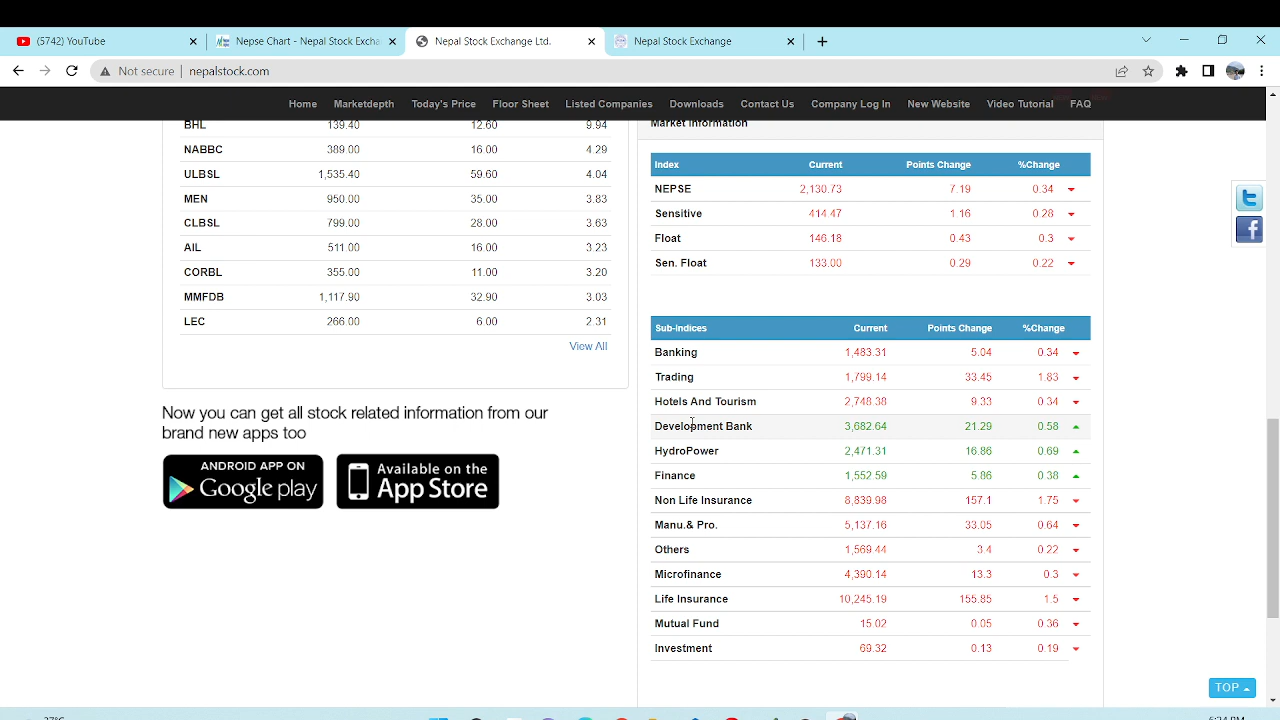 (5742) YouTube
Nepse Chart - Nepal Stock Excha
Nepal Stock Exchange Ltd.
Nepal Stock Exchange
Not secure | nepalstock.com
Home Marketdepth Today's Price Floor Sheet Listed Companies Downloads Contact Us Company Log In New Website Video Tutorial FAQ
BHL 139.40 12.60 9.94
NABBC 389.00 16.00 4.29
ULBSL 1,535.40 59.60 4.04
MEN 950.00 35.00 3.83
CLBSL 799.00 28.00 3.63
AIL 511.00 16.00 3.23
CORBL 355.00 11.00 3.20
MMFDB 1,117.90 32.90 3.03
LEC 266.00 6.00 2.31
View All
Now you can get all stock related information from our
brand new apps too
ANDROID APP ON
Google play
Available on the
App Store
Market Information
Index Current Points Change %Change
NEPSE 2,130.73 7.19 0.34
Sensitive 414.47 1.16 0.28
Float 146.18 0.43 0.3
Sen. Float 133.00 0.29 0.22
Sub-Indices Current Points Change %Change
Banking 1,483.31 5.04 0.34
Trading 1,799.14 33.45 1.83
Hotels And Tourism 2,748.38 9.33 0.34
Development Bank 3,682.64 21.29 0.58
HydroPower 2,471.31 16.86 0.69
Finance 1,552.59 5.86 0.38
Non Life Insurance 8,839.98 157.1 1.75
Manu.& Pro. 5,137.16 33.05 0.64
Others 1,569.44 3.4 0.22
Microfinance 4,390.14 13.3 0.3
Life Insurance 10,245.19 155.85 1.5
Mutual Fund 15.02 0.05 0.36
Investment 69.32 0.13 0.19
TOP